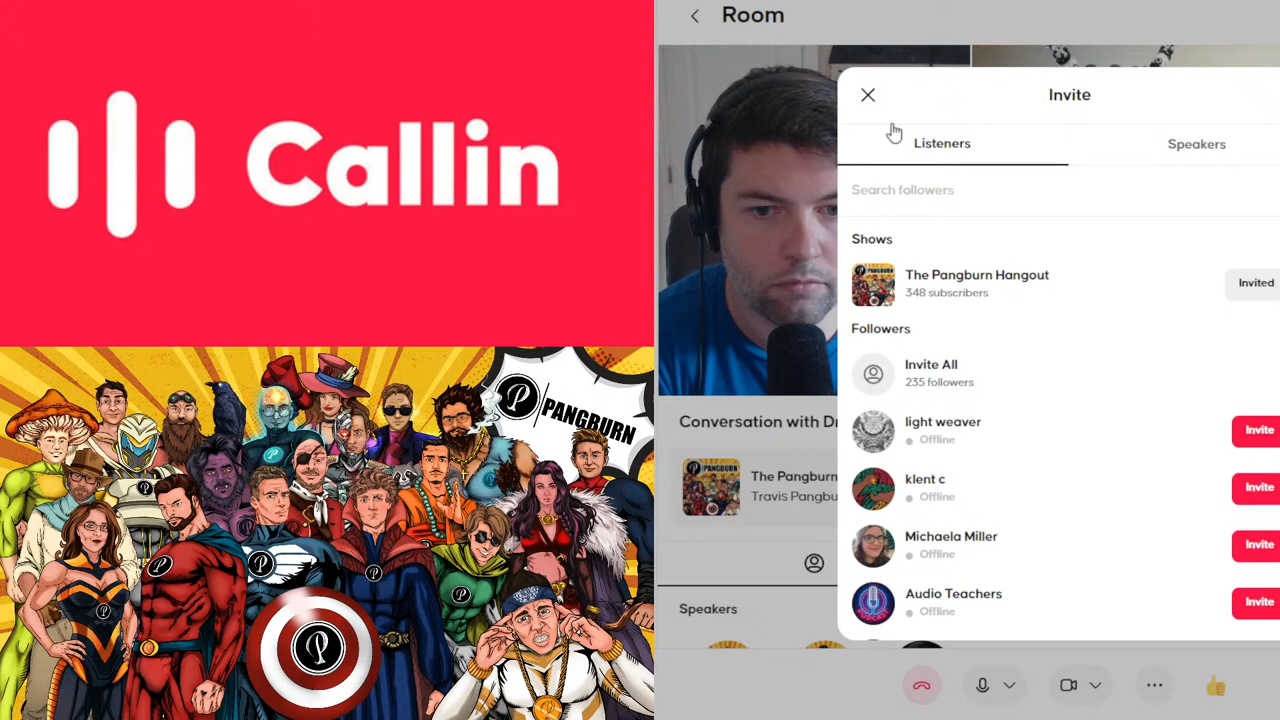 Callin
PANGBURN
Room
Invite
Listeners
Speakers
Search followers
Shows
The Pangburn Hangout
348 subscribers
Invited
Followers
Invite All
235 followers
light weaver
Offline
Invite
klent c
Offline
Invite
Michaela Miller
Offline
Invite
Audio Teachers
Offline
Invite
Conversation with Dr
PANGBURN
The Pangburn
Travis Pangbu
Speakers